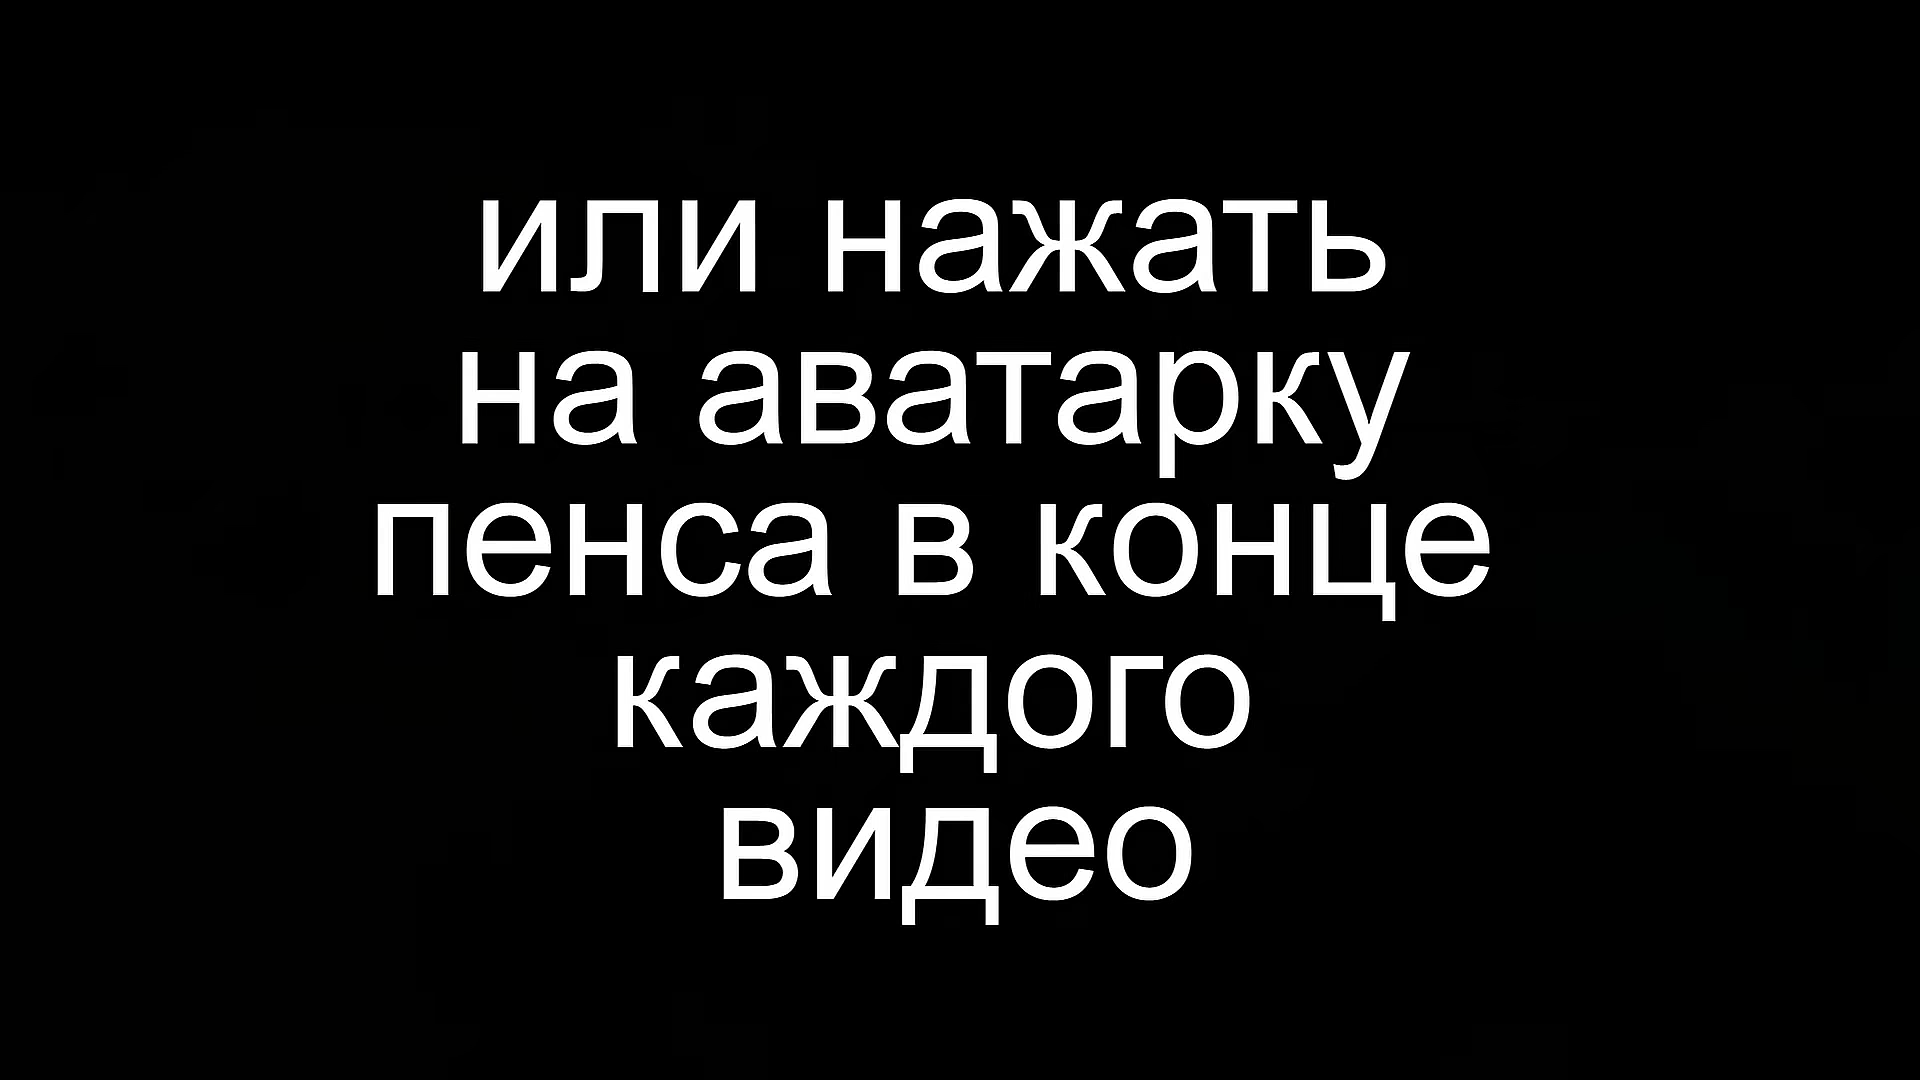 или нажать
на аватарку
пенса в конце
каждого
видео